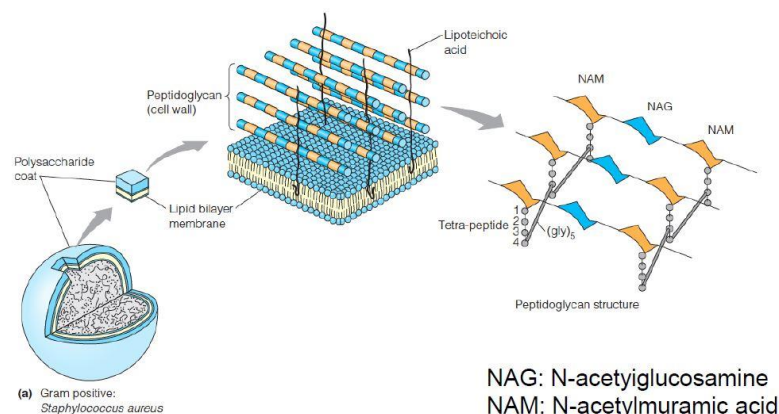 Lipoteichoic
acid
Peptidoglycan
(cell wall)
Polysaccharide
coat
Lipid bilayer
membrane
(a) Gram positive:
Staphylococcus aureus
NAM
NAG
NAM
Tetra-peptide
1
2
3
4
(gly)5
Peptidoglycan structure
NAG: N-acetyiglucosamine
NAM: N-acetylmuramic acid